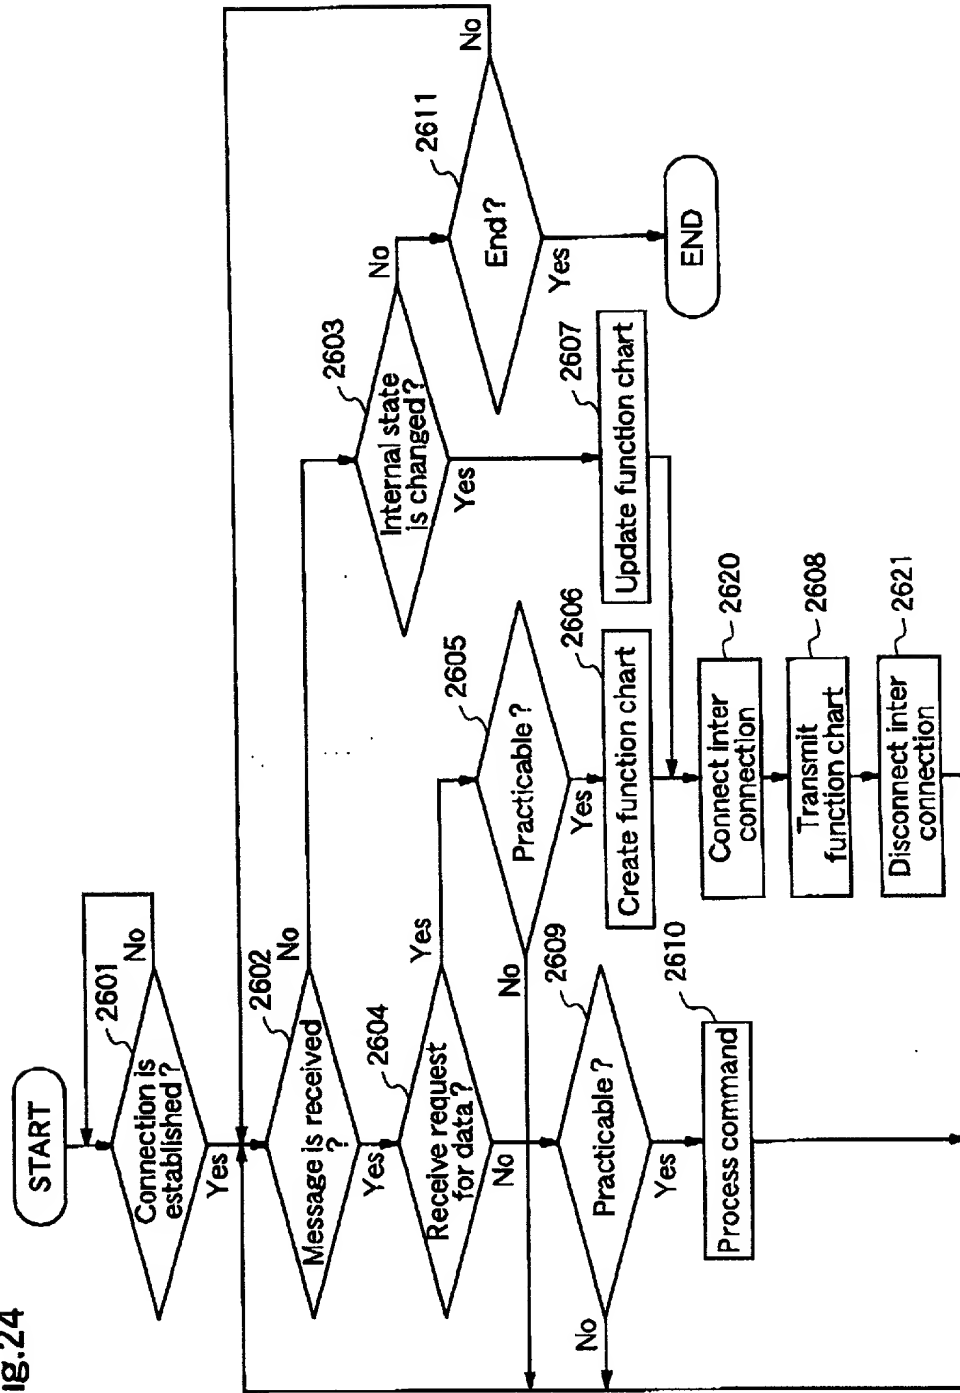 ig.24
START
2601
Connection is
established?
No
Yes
2602
Message is received
?
No
Yes
2603
Internal state
is changed?
No
Yes
2611
End?
No
Yes
END
2604
Receive request
for data?
Yes
No
2605
Practicable?
No
Yes
2606
Create function chart
2607
Update function chart
2609
Practicable?
No
Yes
2610
Process command
Connect inter
connection
2620
Transmit
function chart
2608
Disconnect inter
connection
2621